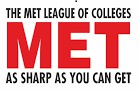 THE MET LEAGUE OF COLLEGES
MET
AS SHARP AS YOU CAN GET